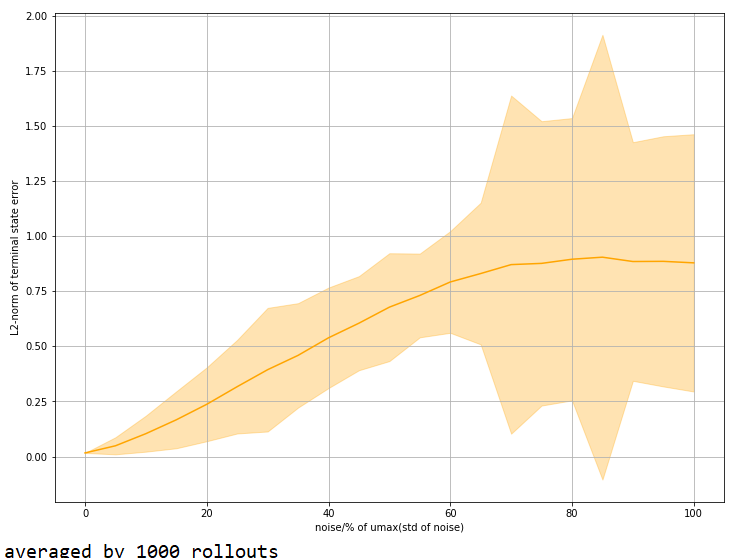 2.00
1.75
1.50
1.25
1.00
0.75
0.50
0.25
0.00
L2-norm of terminal state error
0 20 40 60 80 100
noise/% of umax(std of noise)
averaged by 1000 rollouts